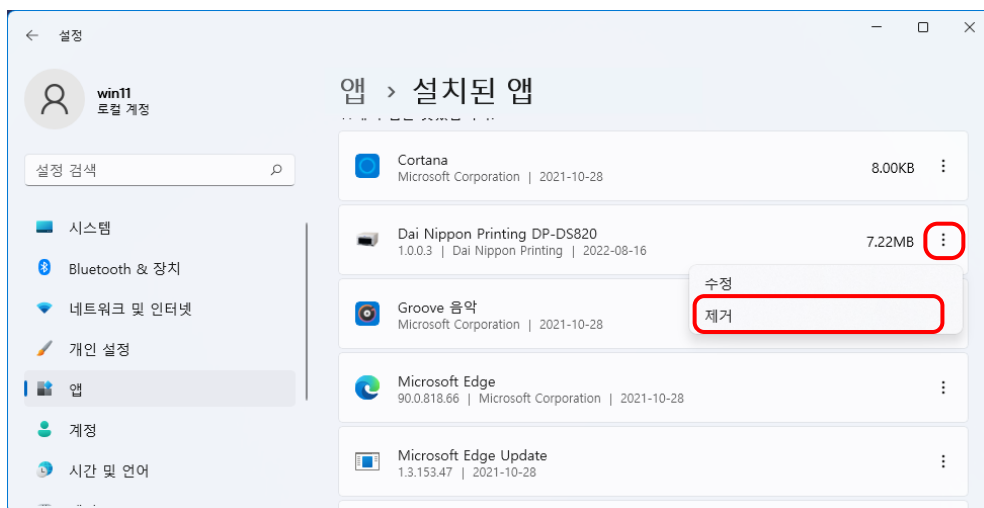 설정
win11
로컬 계정
설정 검색
시스템
Bluetooth & 장치
네트워크 및 인터넷
개인 설정
앱
계정
시간 및 언어
앱 › 설치된 앱
Cortana
Microsoft Corporation | 2021-10-28
8.00KB
Dai Nippon Printing DP-DS820
1.0.0.3 | Dai Nippon Printing | 2022-08-16
7.22MB
수정
제거
Groove 음악
Microsoft Corporation | 2021-10-28
Microsoft Edge
90.0.818.66 | Microsoft Corporation | 2021-10-28
Microsoft Edge Update
1.3.153.47 | 2021-10-28